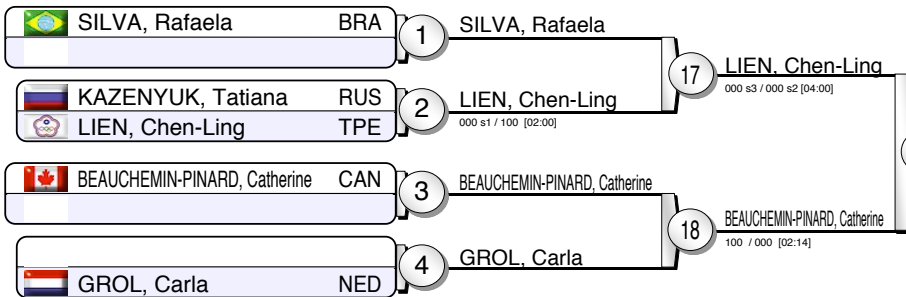 SILVA, Rafaela BRA
1
SILVA, Rafaela
KAZENYUK, Tatiana RUS
LIEN, Chen-Ling TPE
2
LIEN, Chen-Ling
000 s1 / 100 [02:00]
17
LIEN, Chen-Ling
000 s3 / 000 s2 [04:00]
BEAUCHEMIN-PINARD, Catherine CAN
3
BEAUCHEMIN-PINARD, Catherine
GROL, Carla NED
4
GROL, Carla
18
BEAUCHEMIN-PINARD, Catherine
100 / 000 [02:14]